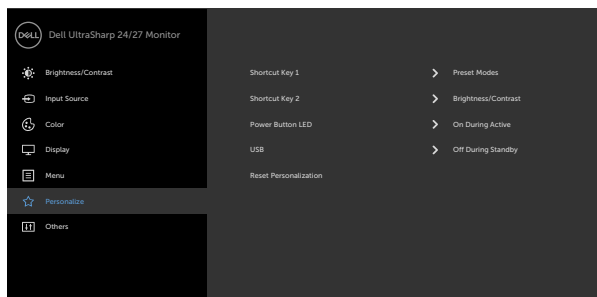 DELL Dell UltraSharp 24/27 Monitor
Brightness/Contrast
Input Source
Color
Display
Menu
Personalize
Others
Shortcut Key 1 Preset Modes
Shortcut Key 2 Brightness/Contrast
Power Button LED On During Active
USB Off During Standby
Reset Personalization